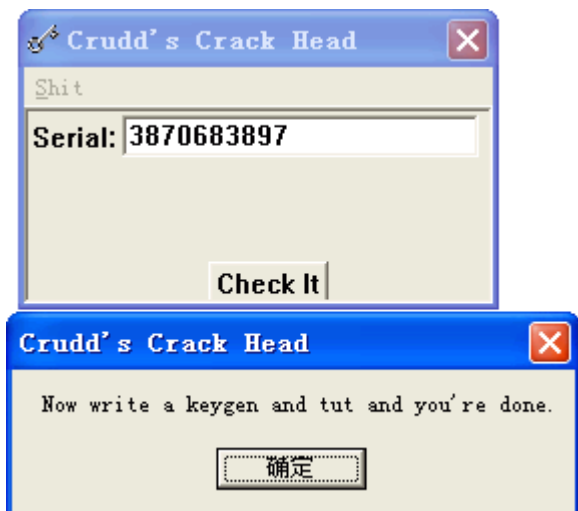 Crudd's Crack Head
Shit
Serial: 3870683897
Check It
Crudd's Crack Head
Now write a keygen and tut and you're done.
确定